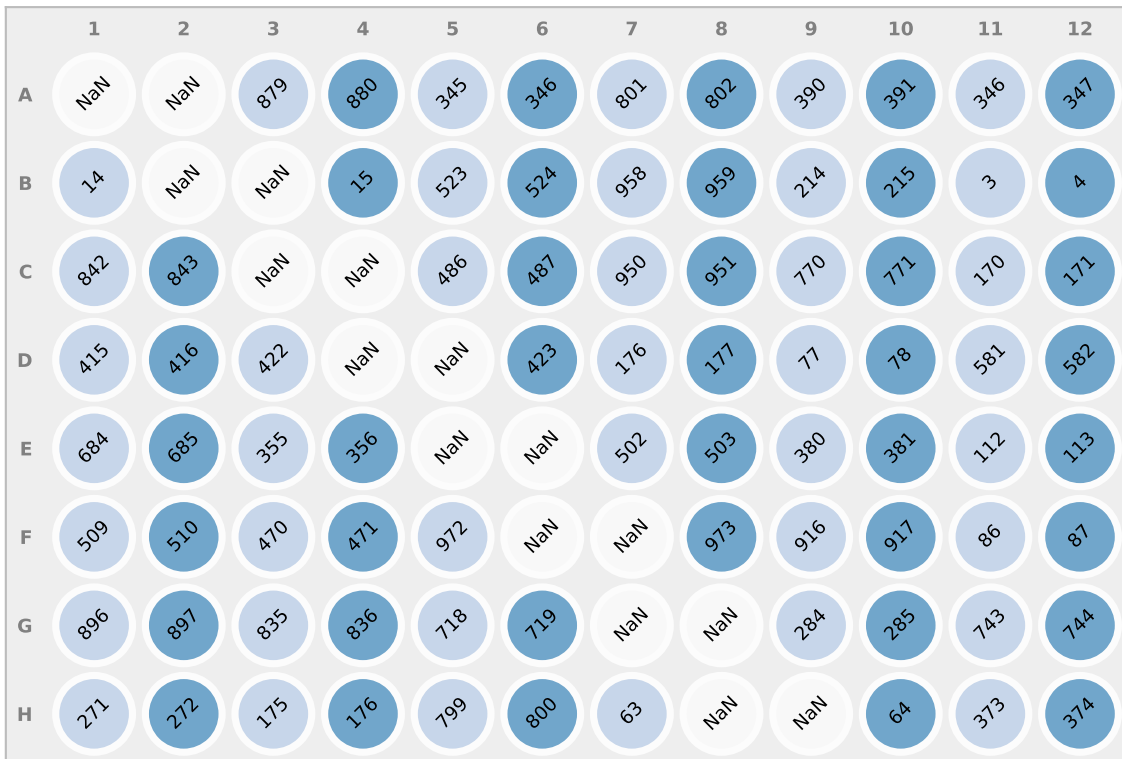 1 2 3 4 5 6 7 8 9 10 11 12
A NaN NaN 879 880 345 346 801 802 390 391 346 347
B 14 NaN NaN 15 523 524 958 959 214 215 3 4
C 842 843 NaN NaN 486 487 950 951 770 771 170 171
D 415 416 422 NaN NaN 423 176 177 77 78 581 582
E 684 685 355 356 NaN NaN 502 503 380 381 112 113
F 509 510 470 471 972 NaN NaN 973 916 917 86 87
G 896 897 835 836 718 719 NaN NaN 284 285 743 744
H 271 272 175 176 799 800 63 NaN NaN 64 373 374